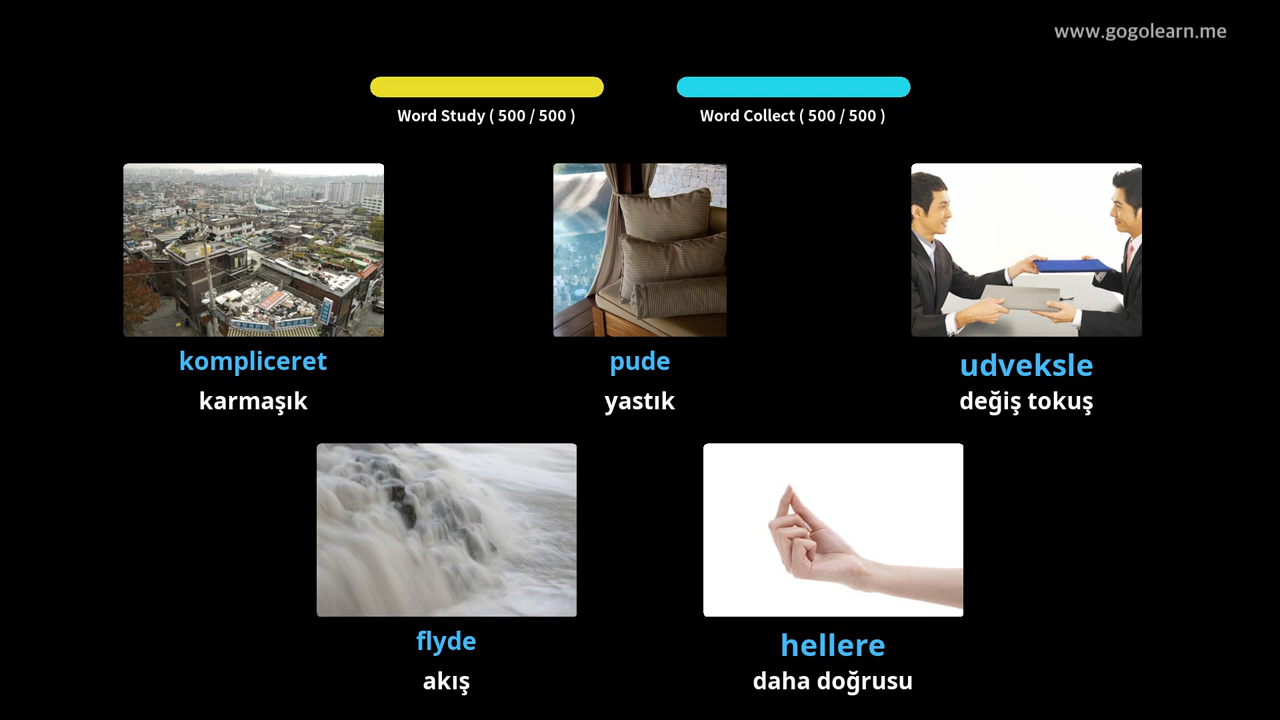 www.gogolearn.me
Word Study ( 500 / 500 )
Word Collect ( 500 / 500 )
kompliceret
karmaşık
pude
yastık
udveksle
değiş tokuş
flyde
akış
hellere
daha doğrusu